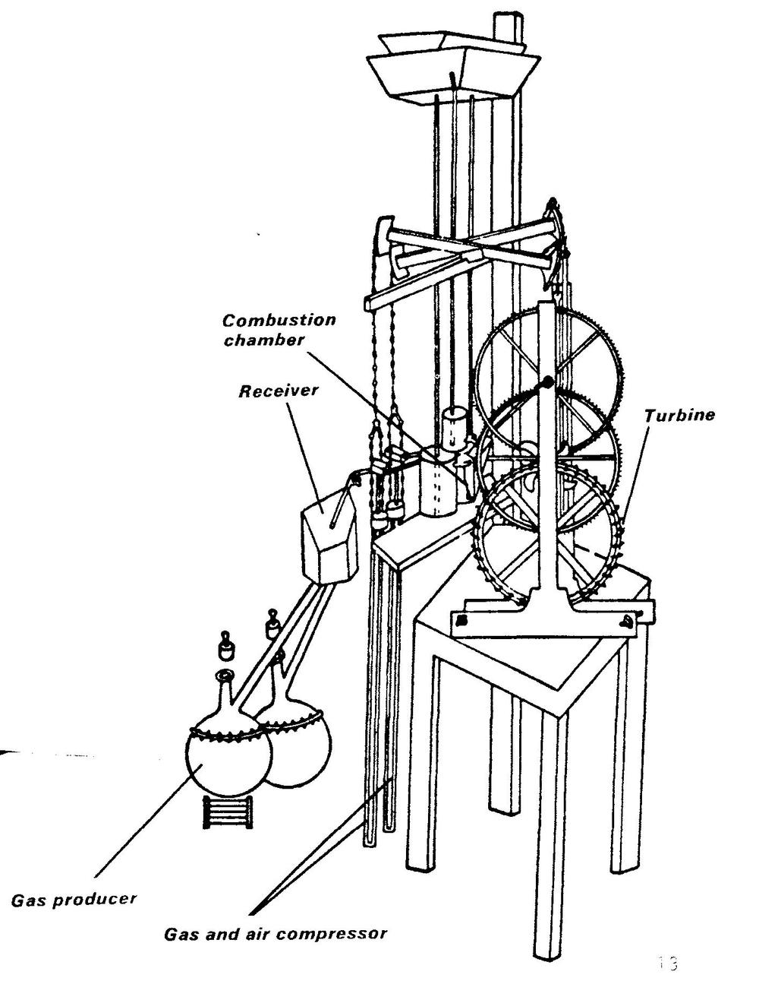 Combustion
chamber
Receiver
Turbine
Gas producer
Gas and air compressor
13